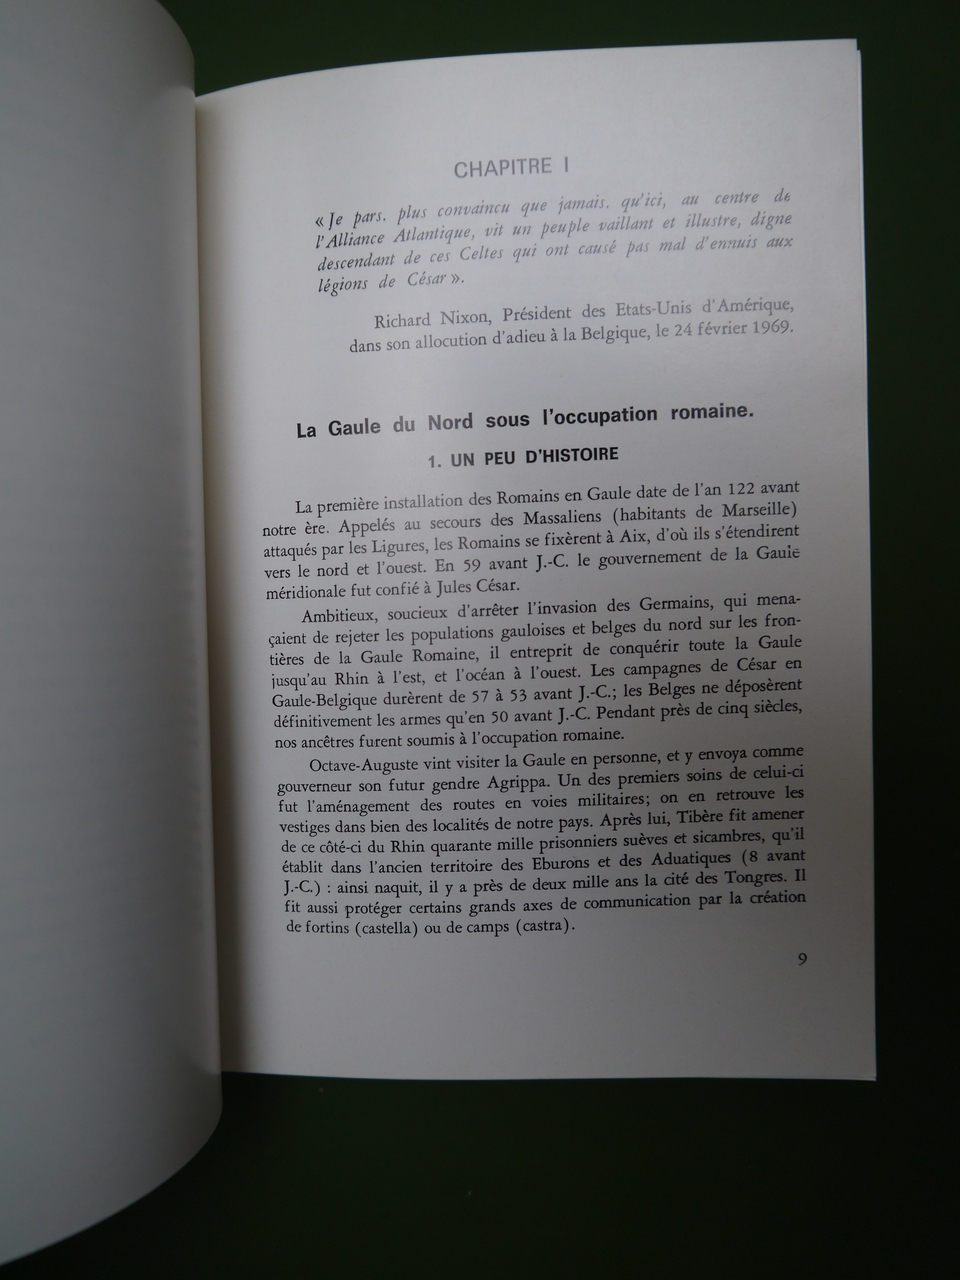 CHAPITRE I
« Je pars. plus convaincu que jamais. qu'ici, au centre de
l'Alliance Atlantique, vit un peuple vaillant et illustre, digne
descendant de ces Celtes qui ont causé pas mal d'ennuis aux
légions de César ».
Richard Nixon, Président des Etats-Unis d'Amérique,
dans son allocution d'adieu à la Belgique, le 24 février 1969.
La Gaule du Nord sous l'occupation romaine.
1. UN PEU D'HISTOIRE
La première installation des Romains en Gaule date de l'an 122 avant
notre ère. Appelés au secours des Massaliens (habitants de Marseille)
attaqués par les Ligures, les Romains se fixèrent à Aix, d'où ils s'étendirent
vers le nord et l'ouest. En 59 avant J.-C. le gouvernement de la Gaule
méridionale fut confié à Jules César.
Ambitieux, soucieux d'arrêter l'invasion des Germains, qui mena-
çaient de rejeter les populations gauloises et belges du nord sur les fron-
tières de la Gaule Romaine, il entreprit de conquérir toute la Gaule
jusqu'au Rhin à l'est, et l'océan à l'ouest. Les campagnes de César en
Gaule-Belgique durèrent de 57 à 53 avant J.-C.; les Belges ne déposèrent
définitivement les armes qu'en 50 avant J.-C. Pendant près de cinq siècles,
nos ancêtres furent soumis à l'occupation romaine.
Octave-Auguste vint visiter la Gaule en personne, et y envoya comme
gouverneur son futur gendre Agrippa. Un des premiers soins de celui-ci
fut l'aménagement des routes en voies militaires; on en retrouve les
vestiges dans bien des localités de notre pays. Après lui, Tibère fit amener
de ce côté-ci du Rhin quarante mille prisonniers suèves et sicambres, qu'il
établit dans l'ancien territoire des Eburons et des Aduatiques (8 avant
J.-C.) : ainsi naquit, il y a près de deux mille ans la cité des Tongres. Il
fit aussi protéger certains grands axes de communication par la création
de fortins (castella) ou de camps (castra).
9